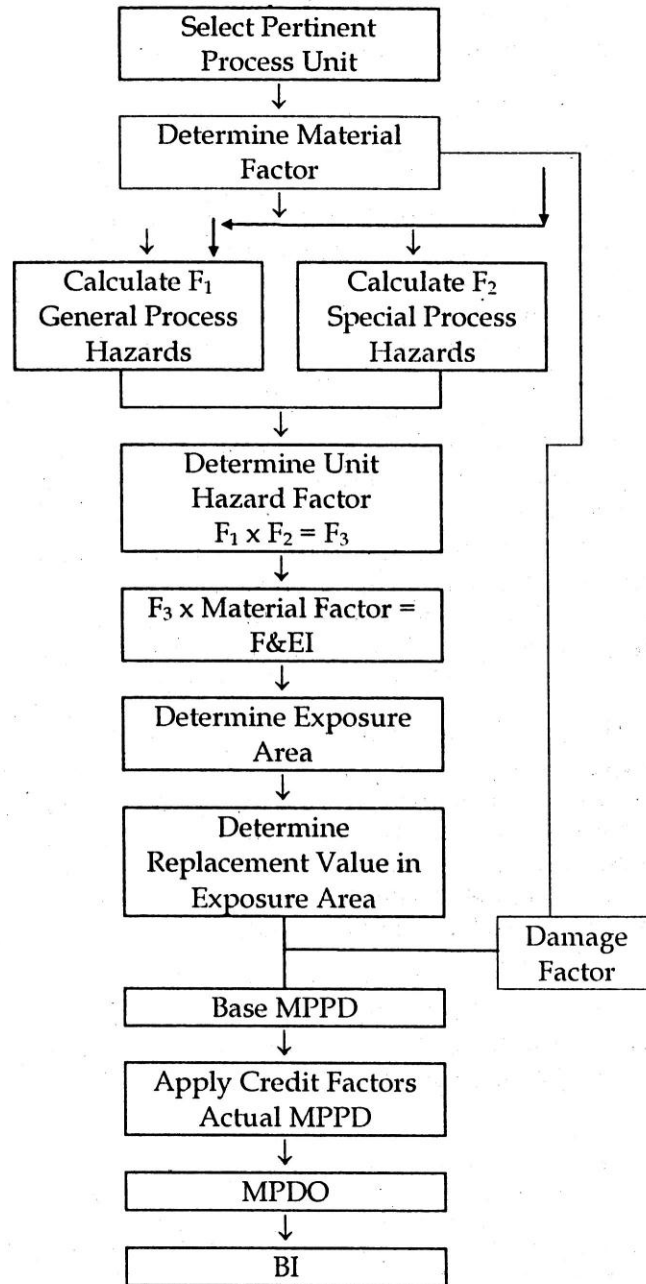 Select Pertinent
Process Unit
Determine Material
Factor
Calculate F₁
General Process
Hazards
Calculate F₂
Special Process
Hazards
Determine Unit
Hazard Factor
F₁ x F₂ = F₃
F₃ x Material Factor =
F&EI
Determine Exposure
Area
Determine
Replacement Value in
Exposure Area
Damage
Factor
Base MPPD
Apply Credit Factors
Actual MPPD
MPDO
BI